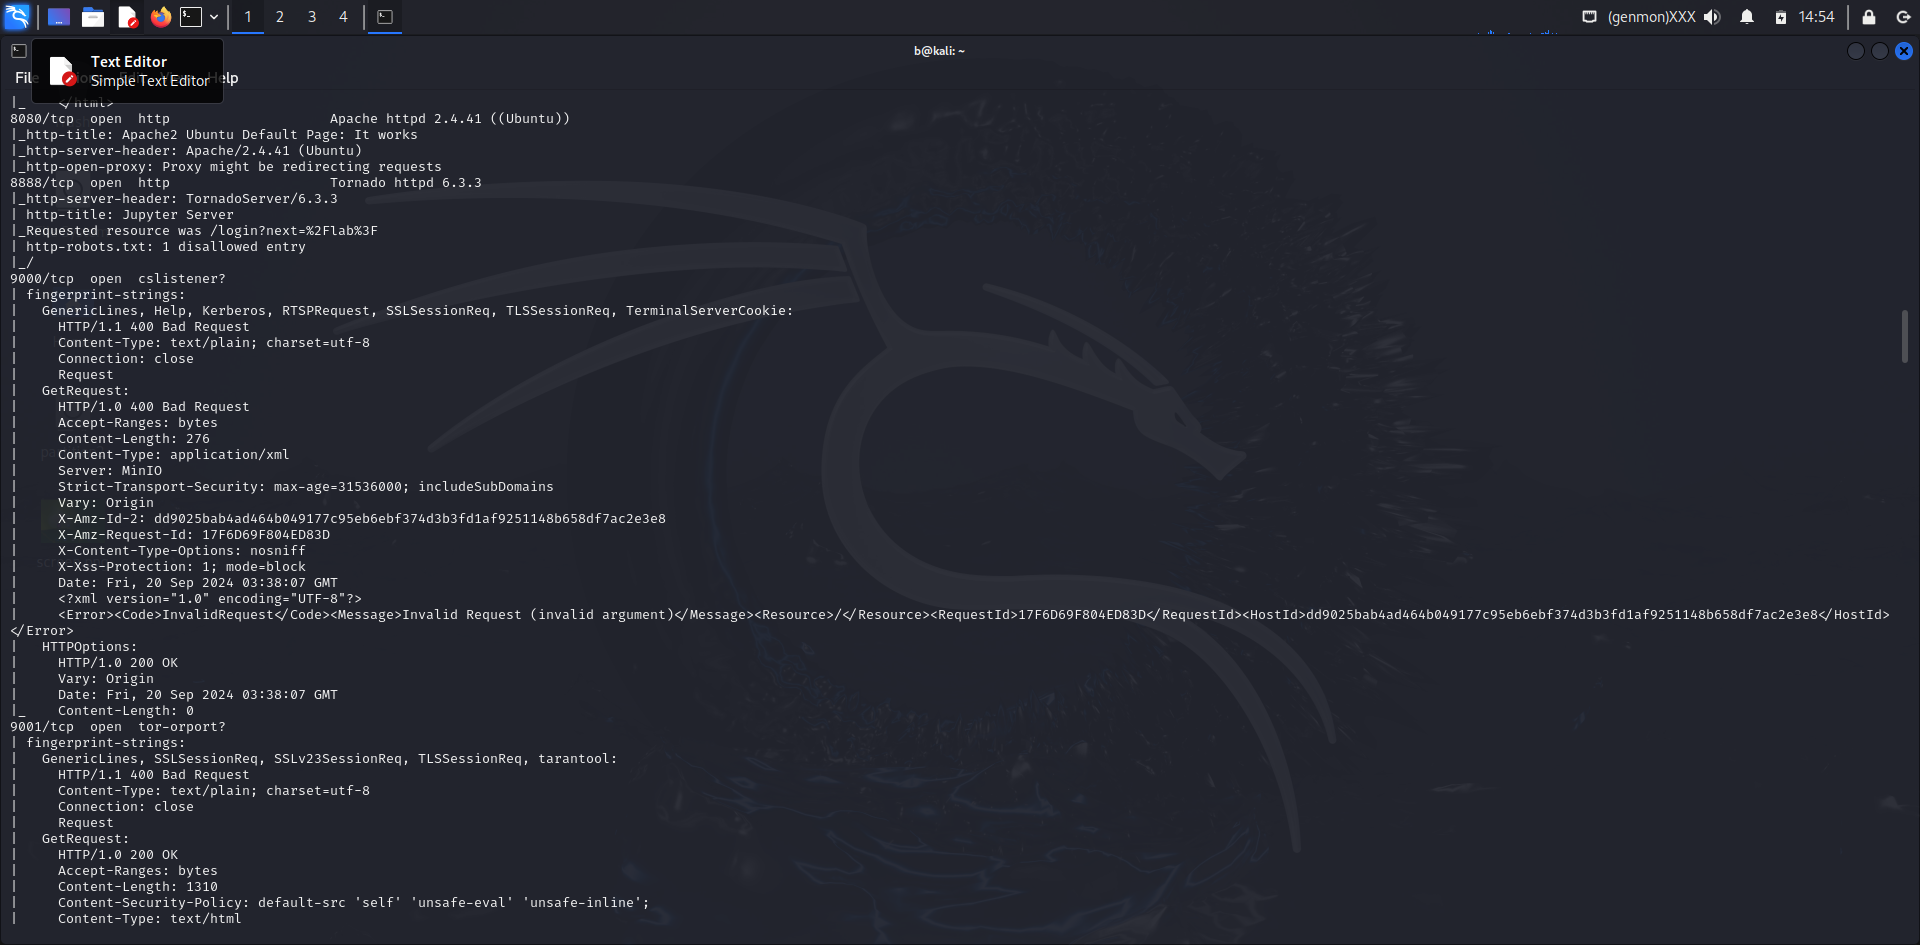 1 2 3 4 (genmon)XXX 14:54
b@kali: ~
Text Editor
Simple Text Editor
File Help
|_ </html>
8080/tcp  open  http                    Apache httpd 2.4.41 ((Ubuntu))
|_http-title: Apache2 Ubuntu Default Page: It works
|_http-server-header: Apache/2.4.41 (Ubuntu)
|_http-open-proxy: Proxy might be redirecting requests
8888/tcp  open  http                    Tornado httpd 6.3.3
|_http-server-header: TornadoServer/6.3.3
| http-title: Jupyter Server
|_Requested resource was /login?next=%2Flab%3F
| http-robots.txt: 1 disallowed entry
|_/
9000/tcp  open  cslistener?
| fingerprint-strings:
|   GenericLines, Help, Kerberos, RTSPRequest, SSLSessionReq, TLSSessionReq, TerminalServerCookie:
|     HTTP/1.1 400 Bad Request
|     Content-Type: text/plain; charset=utf-8
|     Connection: close
|     Request
|   GetRequest:
|     HTTP/1.0 400 Bad Request
|     Accept-Ranges: bytes
|     Content-Length: 276
|     Content-Type: application/xml
|     Server: MinIO
|     Strict-Transport-Security: max-age=31536000; includeSubDomains
|     Vary: Origin
|     X-Amz-Id-2: dd9025bab4ad464b049177c95eb6ebf374d3b3fd1af9251148b658df7ac2e3e8
|     X-Amz-Request-Id: 17F6D69F804ED83D
|     X-Content-Type-Options: nosniff
|     X-Xss-Protection: 1; mode=block
|     Date: Fri, 20 Sep 2024 03:38:07 GMT
|     <?xml version="1.0" encoding="UTF-8"?>
|     <Error><Code>InvalidRequest</Code><Message>Invalid Request (invalid argument)</Message><Resource>/</Resource><RequestId>17F6D69F804ED83D</RequestId><HostId>dd9025bab4ad464b049177c95eb6ebf374d3b3fd1af9251148b658df7ac2e3e8</HostId>
</Error>
|   HTTPOptions:
|     HTTP/1.0 200 OK
|     Vary: Origin
|     Date: Fri, 20 Sep 2024 03:38:07 GMT
|_    Content-Length: 0
9001/tcp  open  tor-orport?
| fingerprint-strings:
|   GenericLines, SSLSessionReq, SSLv23SessionReq, TLSSessionReq, tarantool:
|     HTTP/1.1 400 Bad Request
|     Content-Type: text/plain; charset=utf-8
|     Connection: close
|     Request
|   GetRequest:
|     HTTP/1.0 200 OK
|     Accept-Ranges: bytes
|     Content-Length: 1310
|     Content-Security-Policy: default-src 'self' 'unsafe-eval' 'unsafe-inline';
|     Content-Type: text/html